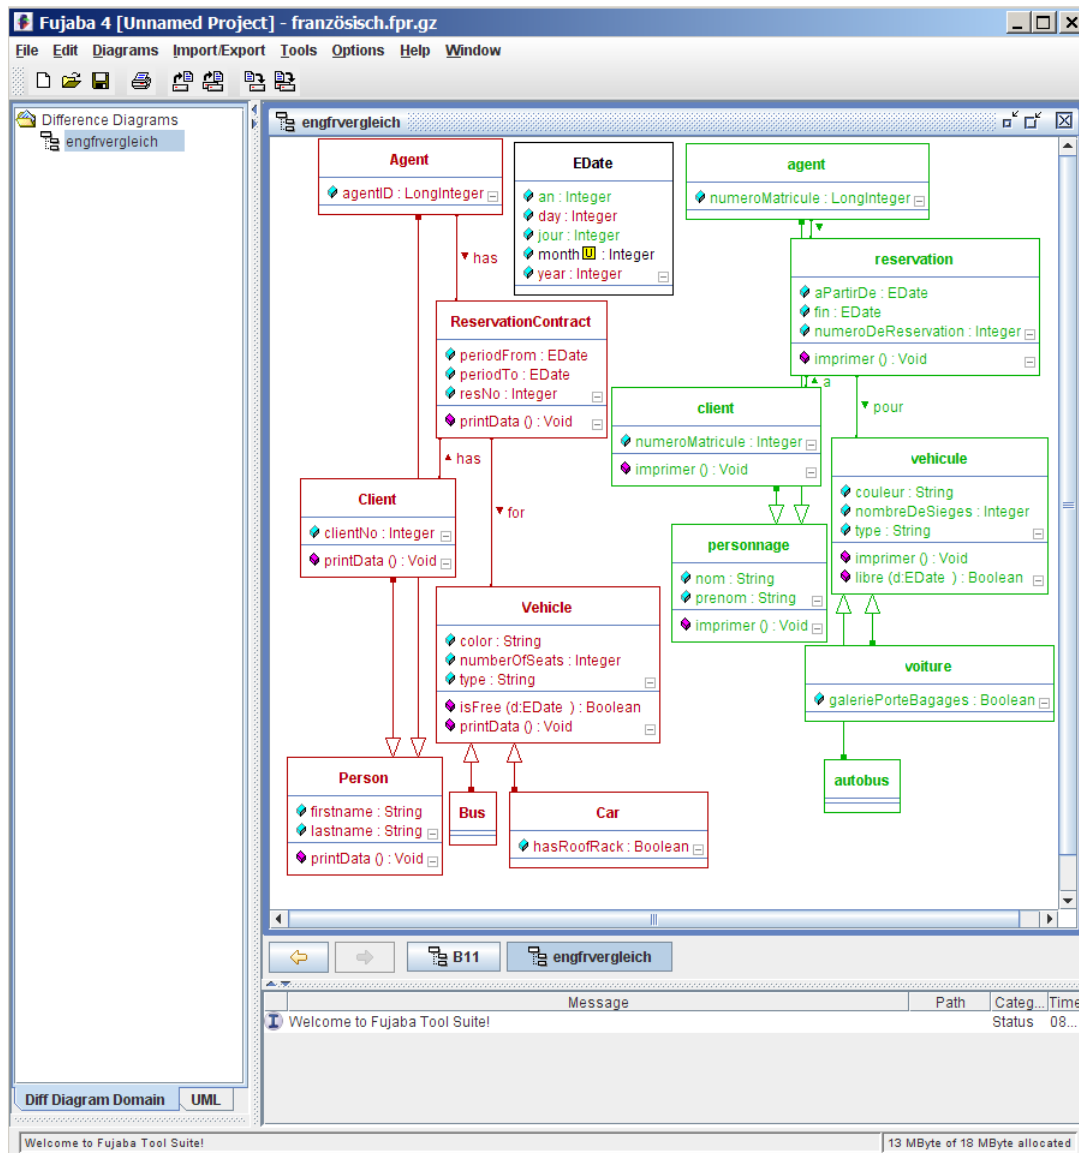 Fujaba 4 [Unnamed Project] - französisch.fpr.gz
File Edit Diagrams Import/Export Tools Options Help Window
Difference Diagrams
engfrvergleich
engfrvergleich
Agent
agentID : LongInteger
has
EDate
an : Integer
day : Integer
jour : Integer
month U : Integer
year : Integer
agent
numeroMatricule : LongInteger
reservation
aPartirDe : EDate
fin : EDate
numeroDeReservation : Integer
imprimer () : Void
ReservationContract
periodFrom : EDate
periodTo : EDate
resNo : Integer
printData () : Void
a
pour
client
numeroMatricule : Integer
imprimer () : Void
has
for
Client
clientNo : Integer
printData () : Void
vehicule
couleur : String
nombreDeSieges : Integer
type : String
imprimer () : Void
libre (d:EDate ) : Boolean
personnage
nom : String
prenom : String
imprimer () : Void
Vehicle
color : String
numberOfSeats : Integer
type : String
isFree (d:EDate ) : Boolean
printData () : Void
voiture
galeriePorteBagages : Boolean
autobus
Person
firstname : String
lastname : String
printData () : Void
Bus
Car
hasRoofRack : Boolean
B11 engfrvergleich
Message Path Categ... Time
I Welcome to Fujaba Tool Suite! Status 08...
Diff Diagram Domain UML
Welcome to Fujaba Tool Suite! 13 MByte of 18 MByte allocated